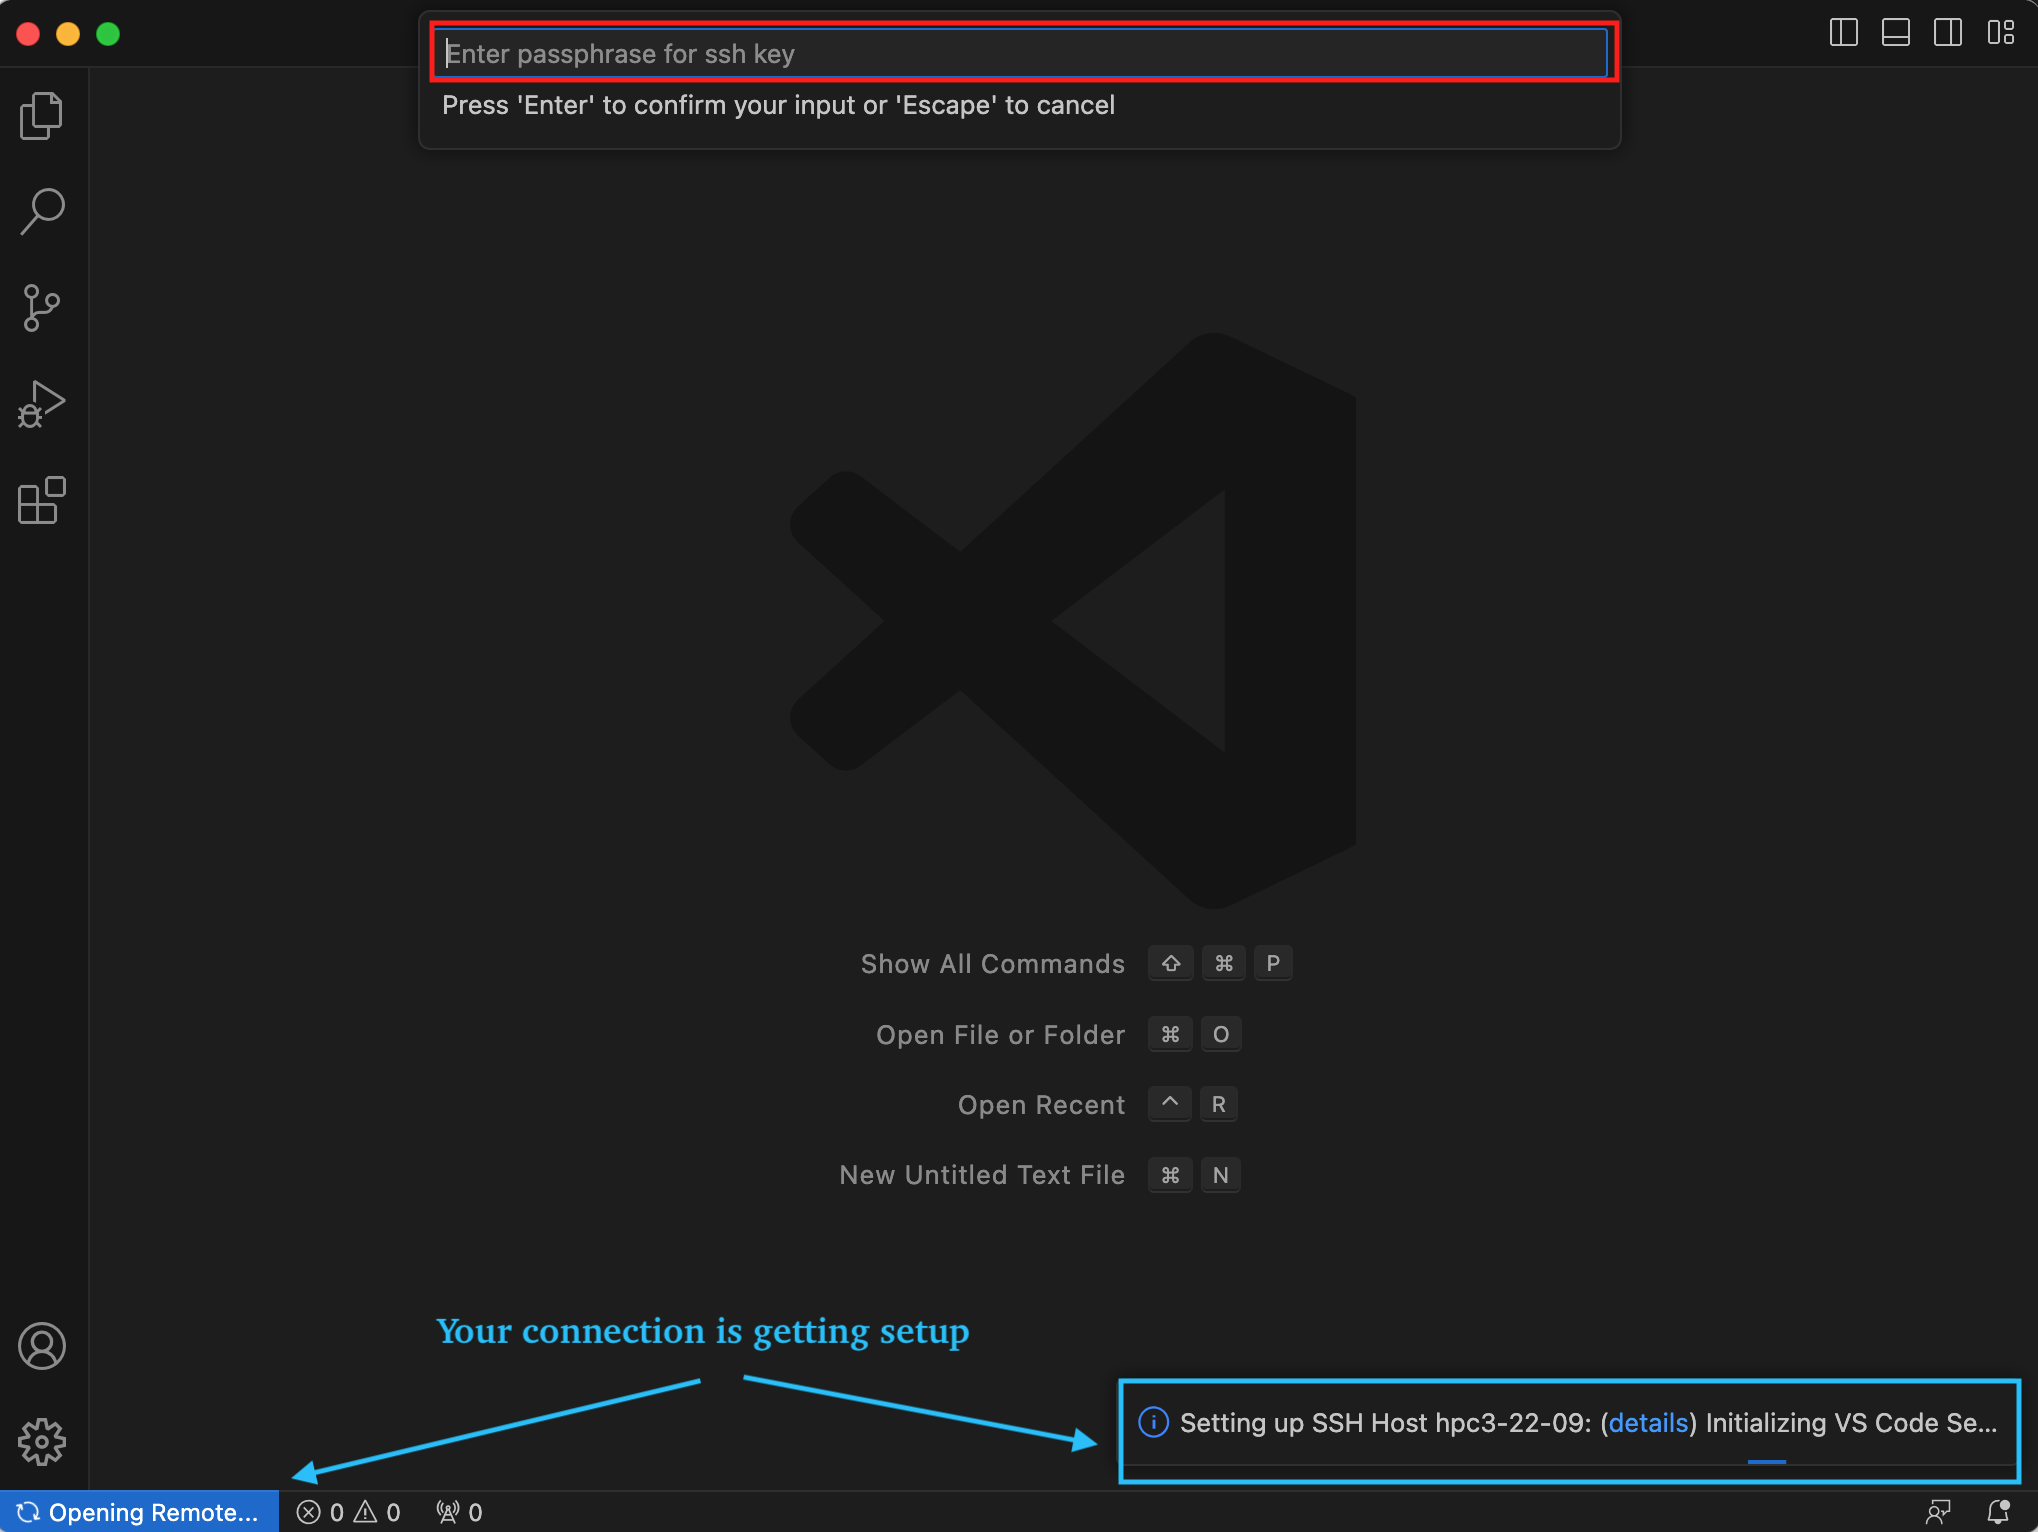 Enter passphrase for ssh key
Press 'Enter' to confirm your input or 'Escape' to cancel
Show All Commands ⇧ ⌘ P
Open File or Folder ⌘ O
Open Recent ^ R
New Untitled Text File ⌘ N
Your connection is getting setup
Setting up SSH Host hpc3-22-09: (details) Initializing VS Code Se...
Opening Remote... 0 0 0